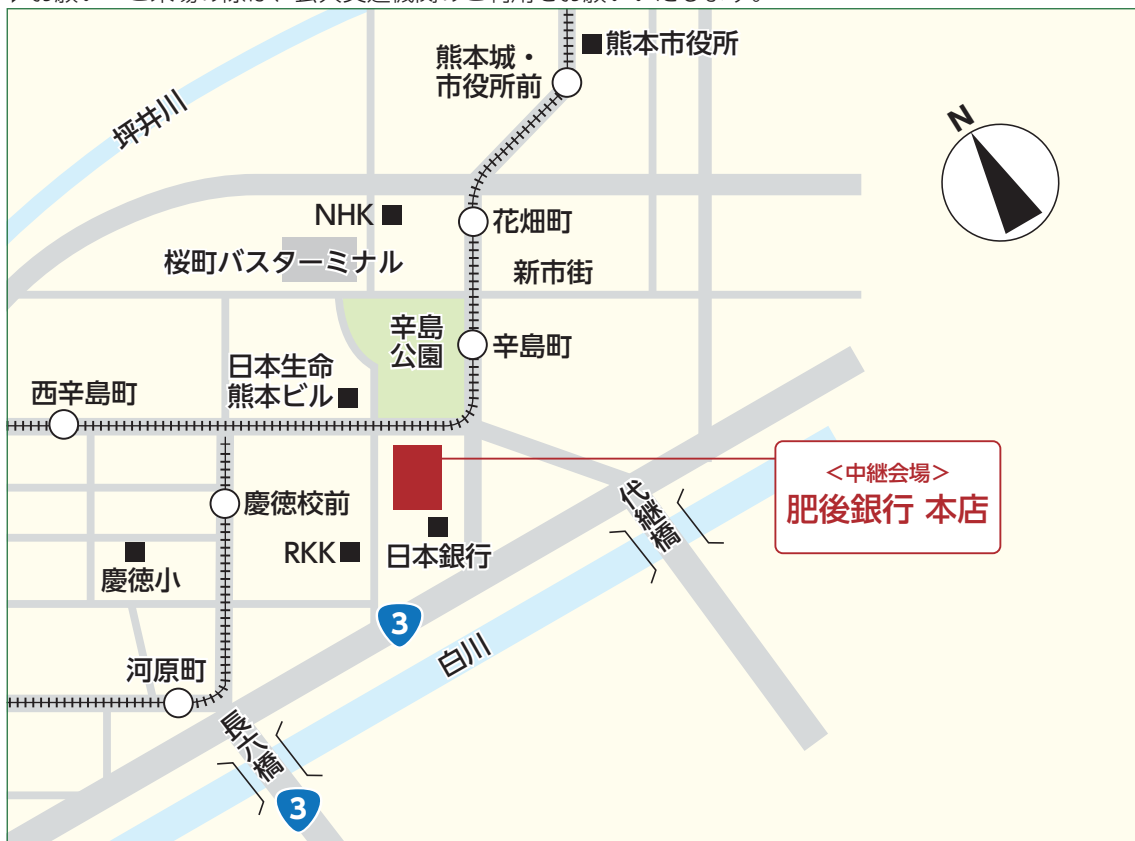 熊本市役所
熊本城・
市役所前
坪井川
N
NHK
花畑町
桜町バスターミナル
新市街
辛島
公園
辛島町
日本生命
熊本ビル
西辛島町
<中継会場>
肥後銀行 本店
代継橋
慶徳校前
RKK
日本銀行
慶徳小
3
白川
河原町
長六橋
3